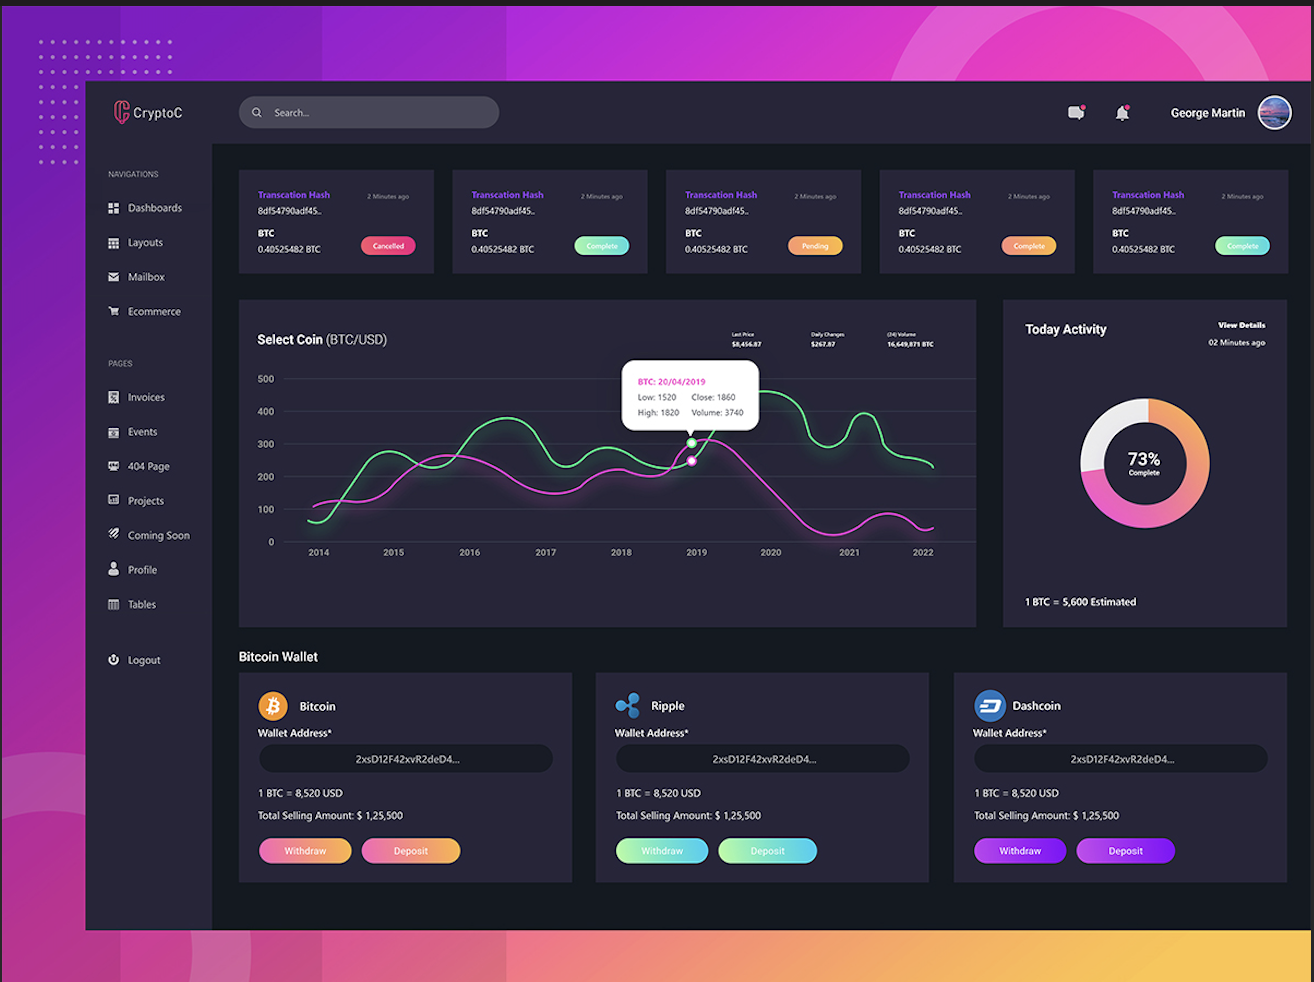 CryptoC
Search...
George Martin
NAVIGATIONS
Dashboards
Layouts
Mailbox
Ecommerce
PAGES
Invoices
Events
404 Page
Projects
Coming Soon
Profile
Tables
Logout
Transcation Hash
2 Minutes ago
8df54790adf45..
BTC
0.40525482 BTC
Cancelled
Transcation Hash
2 Minutes ago
8df54790adf45..
BTC
0.40525482 BTC
Complete
Transcation Hash
2 Minutes ago
8df54790adf45..
BTC
0.40525482 BTC
Pending
Transcation Hash
2 Minutes ago
8df54790adf45..
BTC
0.40525482 BTC
Complete
Transcation Hash
2 Minutes ago
8df54790adf45..
BTC
0.40525482 BTC
Complete
Select Coin (BTC/USD)
Last Price
$8,456.87
Daily Changes
$267.87
(24) Volume
16,649,871 BTC
BTC: 20/04/2019
Low: 1520 Close: 1860
High: 1820 Volume: 3740
500
400
300
200
100
0
2014 2015 2016 2017 2018 2019 2020 2021 2022
Today Activity
View Details
02 Minutes ago
73%
Complete
1 BTC = 5,600 Estimated
Bitcoin Wallet
Bitcoin
Wallet Address*
2xsD12F42xvR2deD4...
1 BTC = 8,520 USD
Total Selling Amount: $ 1,25,500
Withdraw Deposit
Ripple
Wallet Address*
2xsD12F42xvR2deD4...
1 BTC = 8,520 USD
Total Selling Amount: $ 1,25,500
Withdraw Deposit
Dashcoin
Wallet Address*
2xsD12F42xvR2deD4...
1 BTC = 8,520 USD
Total Selling Amount: $ 1,25,500
Withdraw Deposit